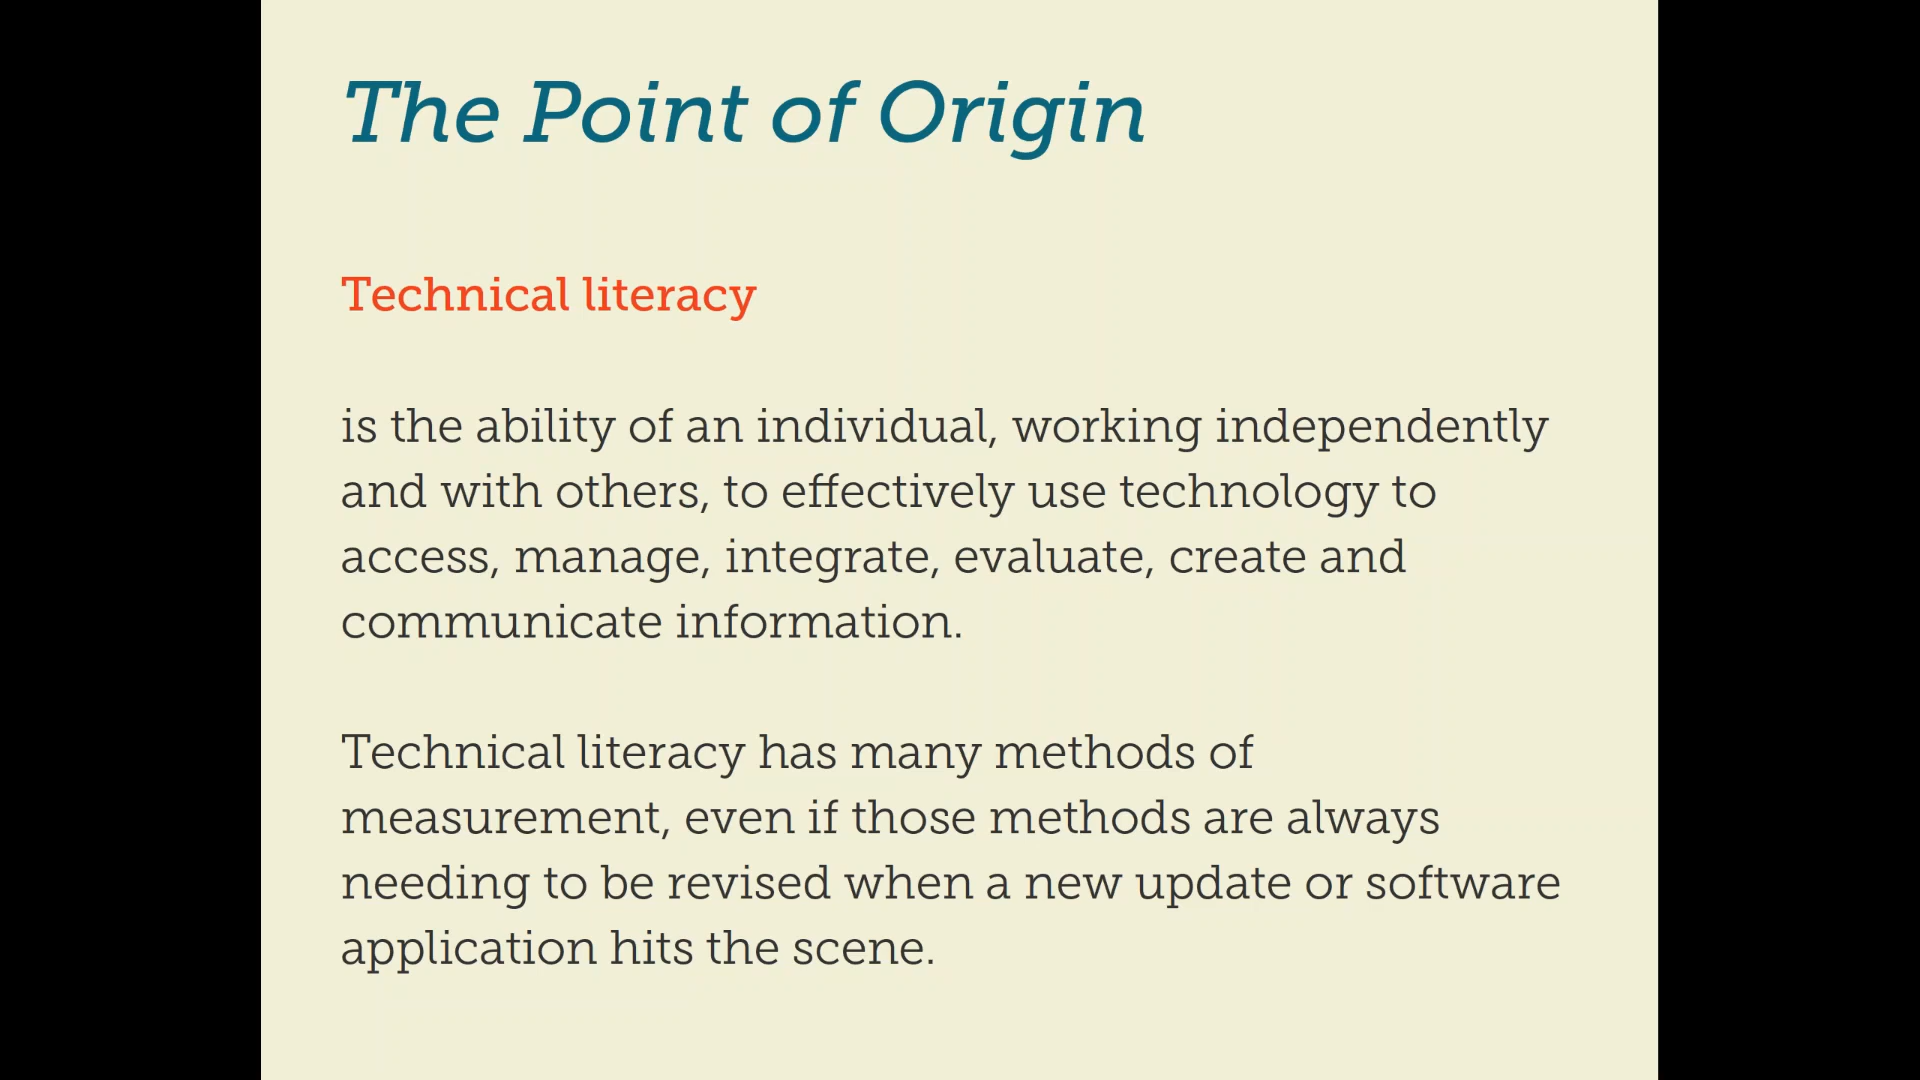 The Point of Origin
Technical literacy
is the ability of an individual, working independently
and with others, to effectively use technology to
access, manage, integrate, evaluate, create and
communicate information.
Technical literacy has many methods of
measurement, even if those methods are always
needing to be revised when a new update or software
application hits the scene.